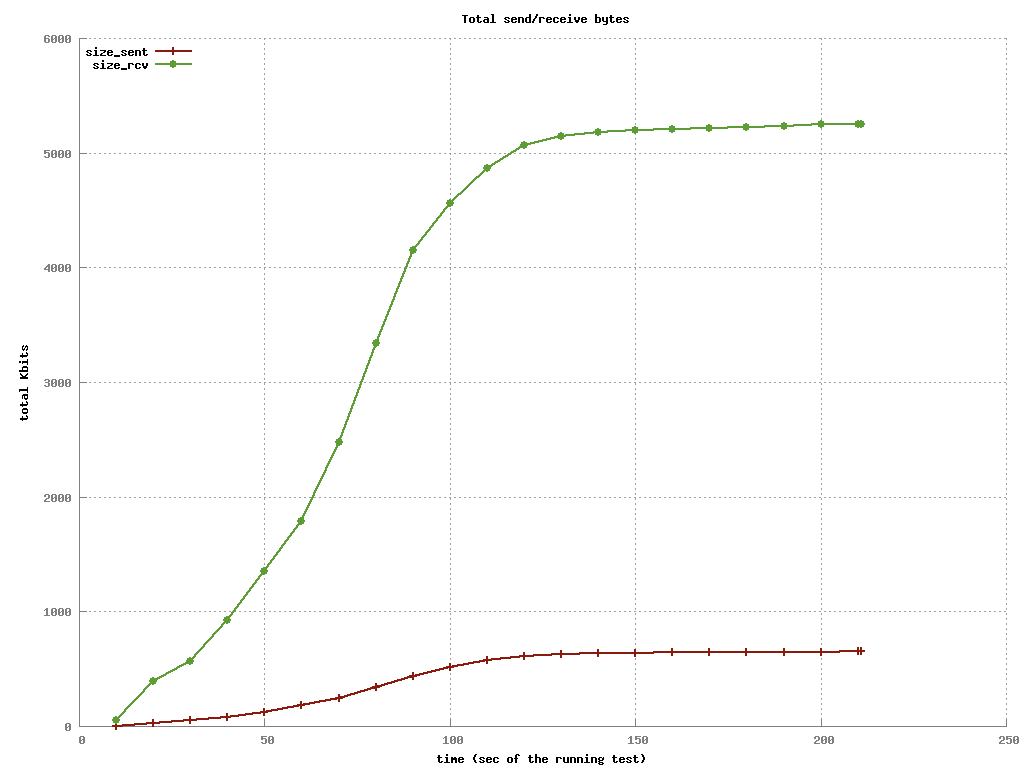 Total send/receive bytes
6000
size_sent
size_rcv
5000
4000
3000
total Kbits
2000
1000
0
0 50 100 150 200 250
time (sec of the running test)